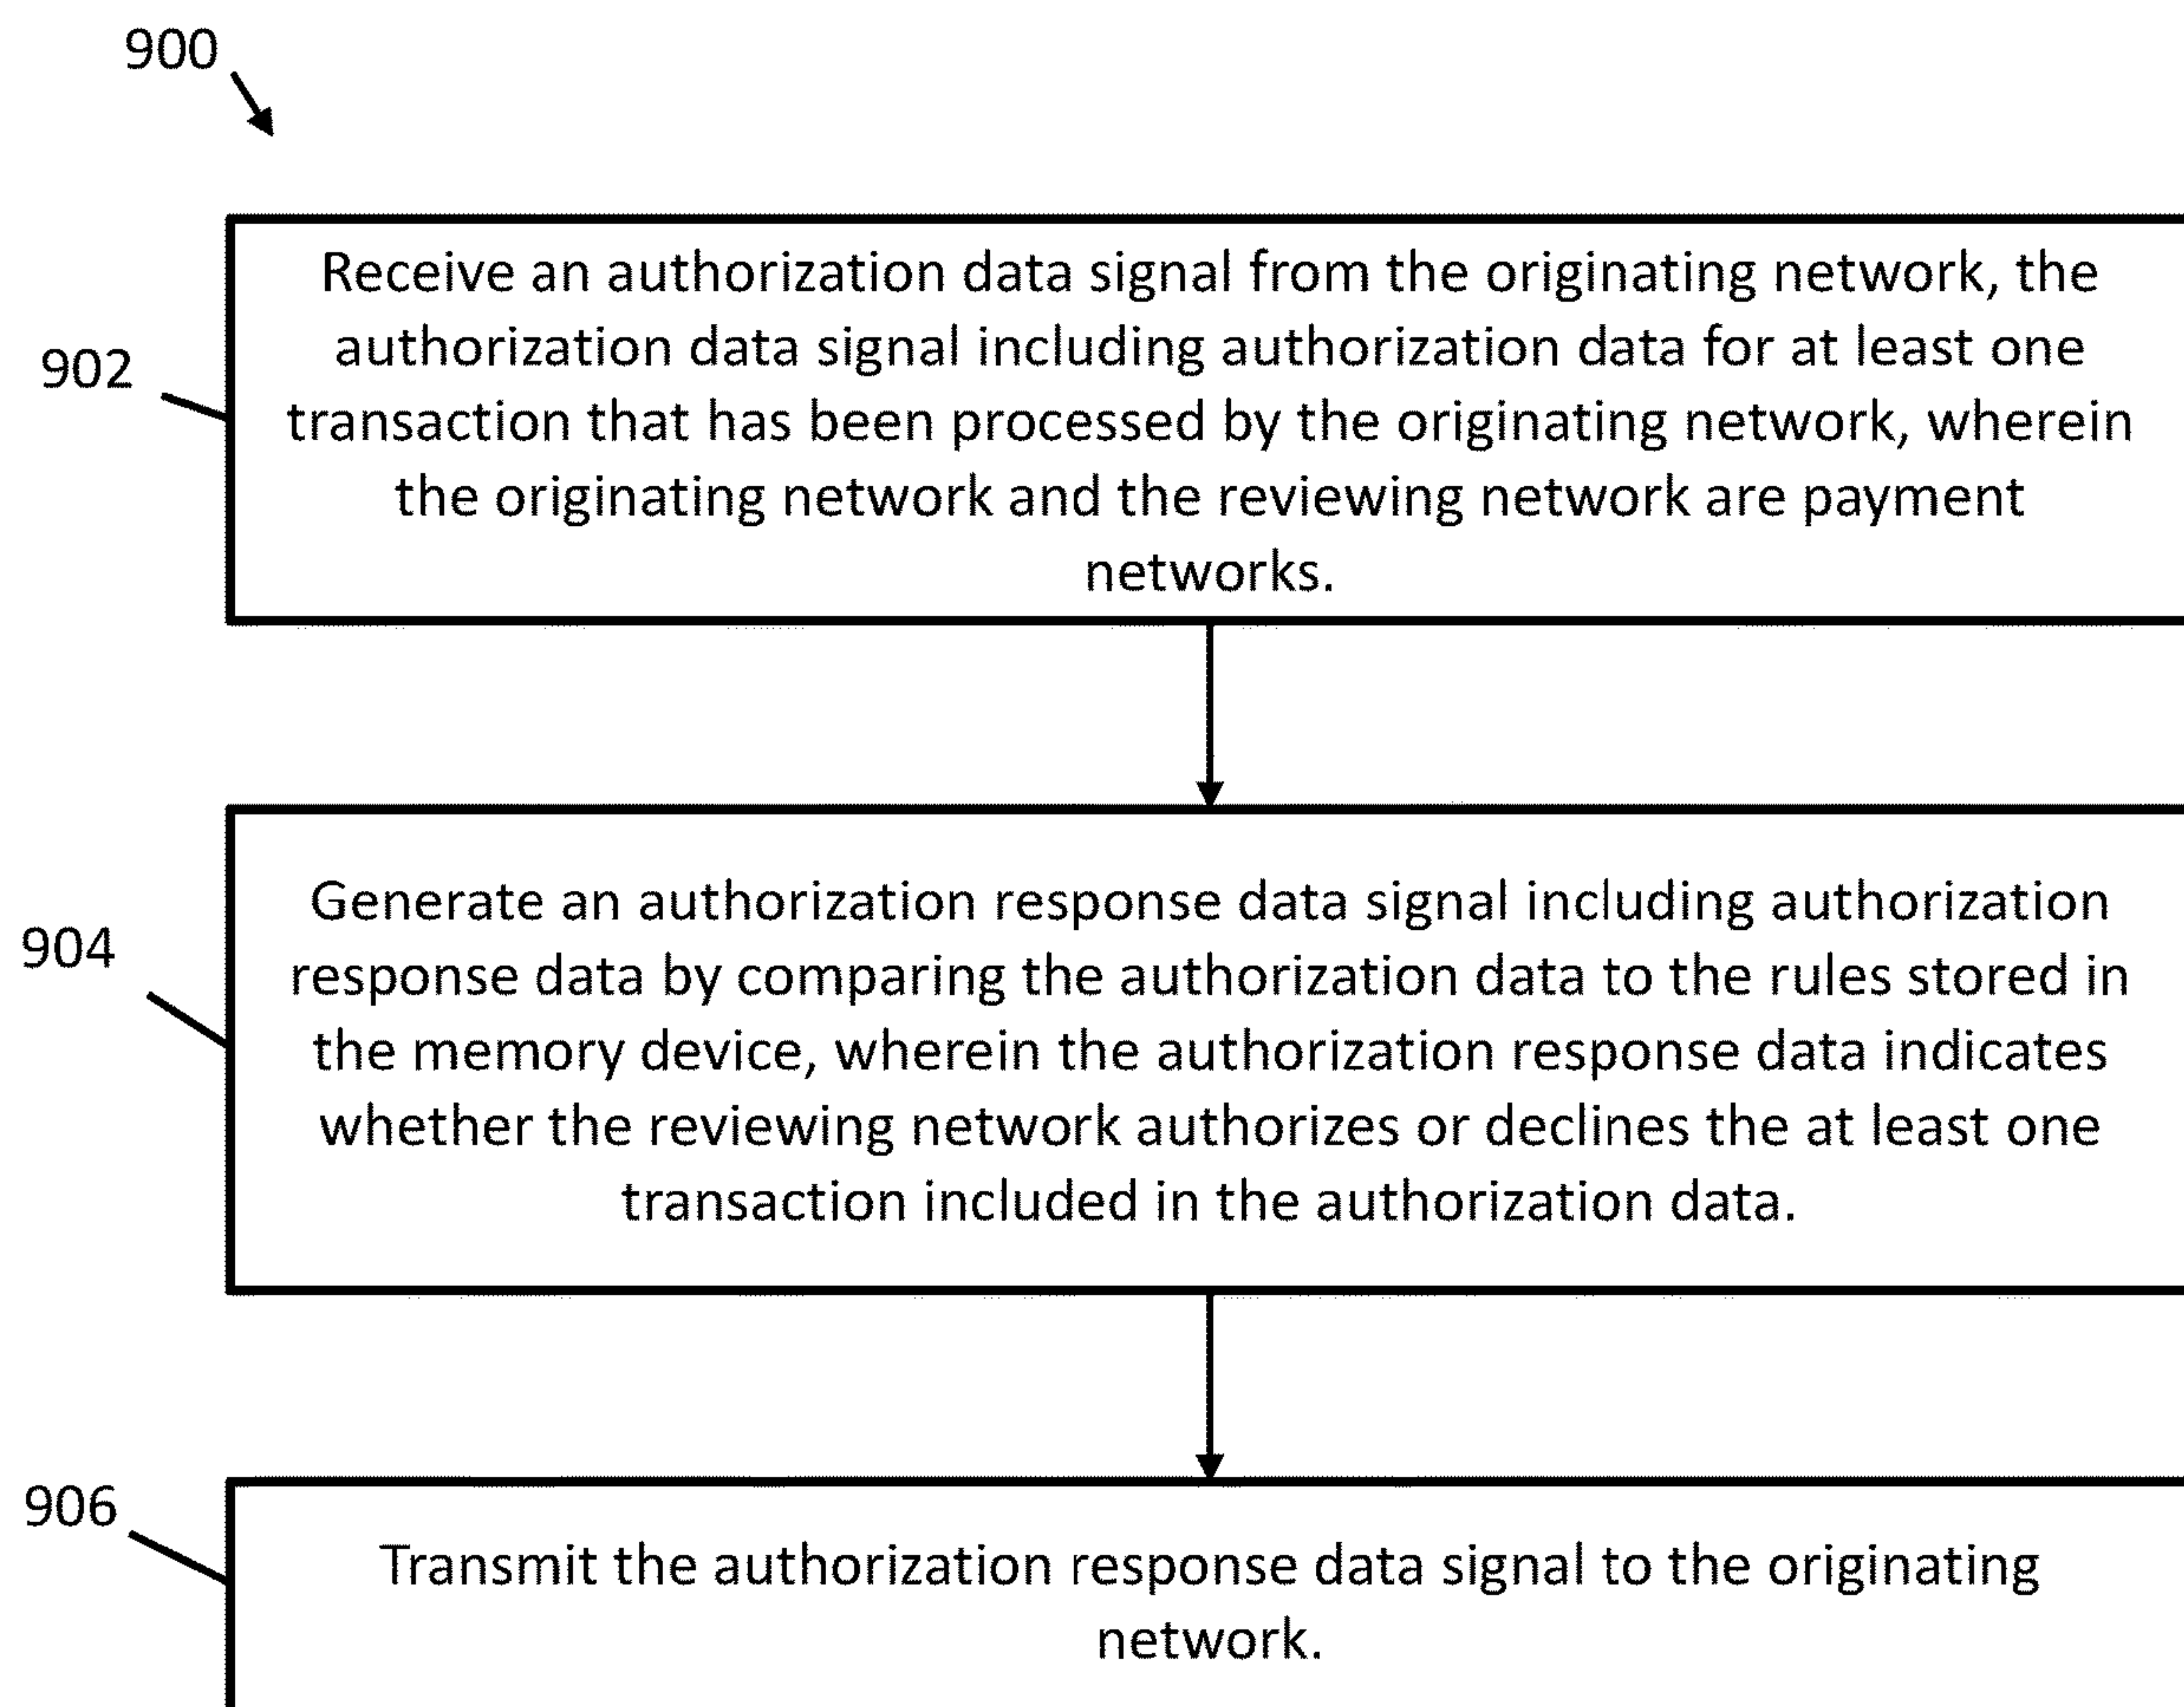 900
902
Receive an authorization data signal from the originating network, the
authorization data signal including authorization data for at least one
transaction that has been processed by the originating network, wherein
the originating network and the reviewing network are payment
networks.
904
Generate an authorization response data signal including authorization
response data by comparing the authorization data to the rules stored in
the memory device, wherein the authorization response data indicates
whether the reviewing network authorizes or declines the at least one
transaction included in the authorization data.
906
Transmit the authorization response data signal to the originating
network.